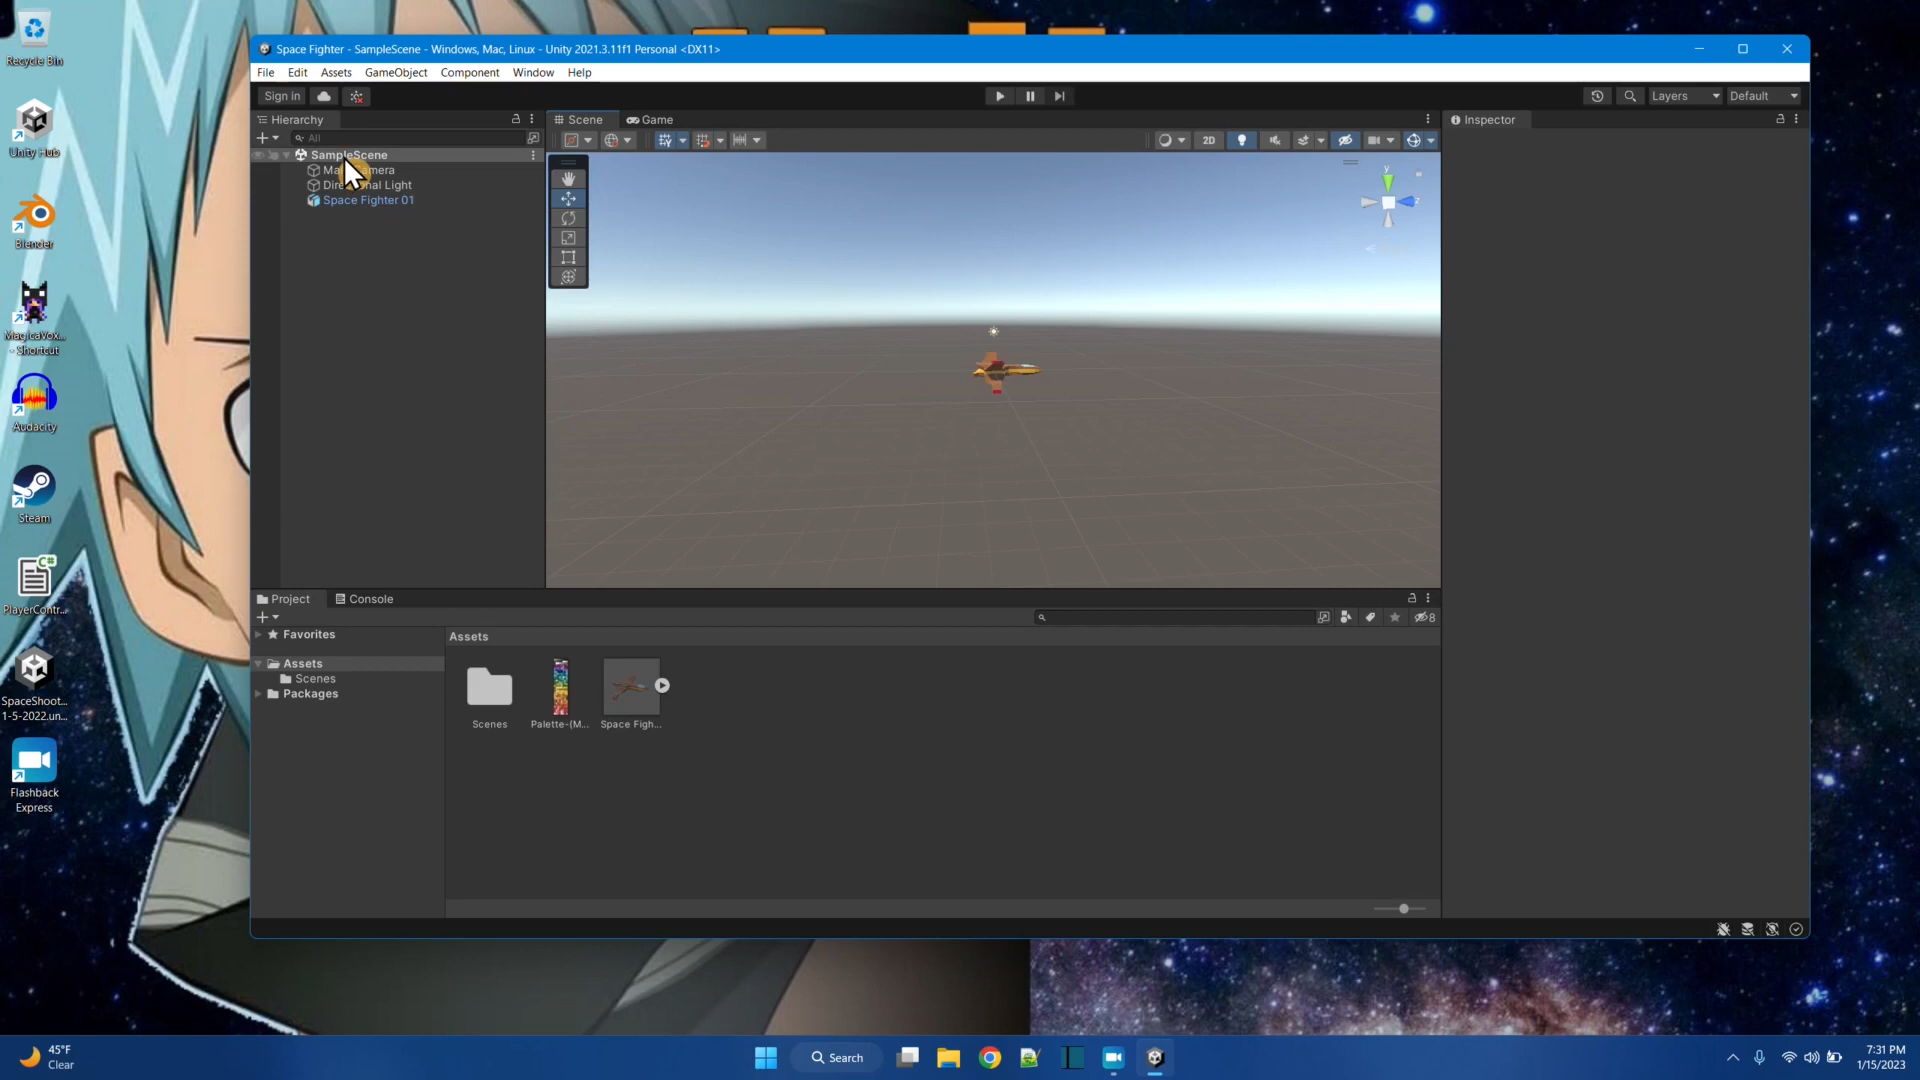 Recycle Bin
Unity Hub
Blender
MagicaVox...
- Shortcut
Audacity
Steam
PlayerContr...
SpaceShoot...
1-5-2022.un...
Flashback
Express
Space Fighter - SampleScene - Windows, Mac, Linux - Unity 2021.3.11f1 Personal <DX11>
File Edit Assets GameObject Component Window Help
Sign in
Layers
Default
Hierarchy
All
SampleScene
Directional Light
Space Fighter 01
Scene
Game
2D
y
z
Inspector
Project
Console
8
Favorites
Assets
Scenes
Packages
Assets
Scenes
Palette-(M...
Space Figh...
45°F
Clear
Search
7:31 PM
1/15/2023